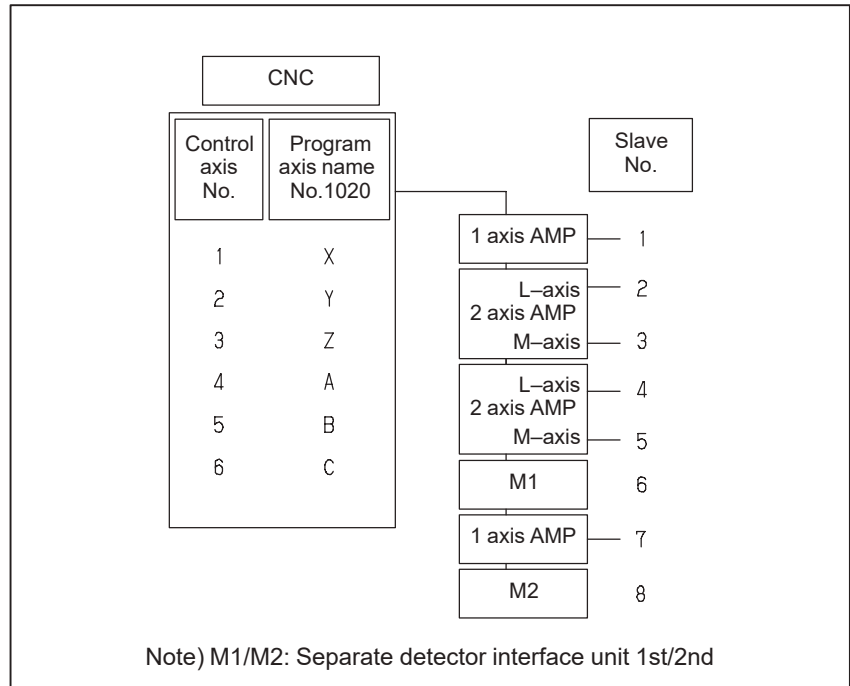 CNC
Control
axis
No.
Program
axis name
No.1020
1 X
2 Y
3 Z
4 A
5 B
6 C
Slave
No.
1 axis AMP 1
L–axis 2
2 axis AMP
M–axis 3
L–axis 4
2 axis AMP
M–axis 5
M1 6
1 axis AMP 7
M2 8
Note) M1/M2: Separate detector interface unit 1st/2nd